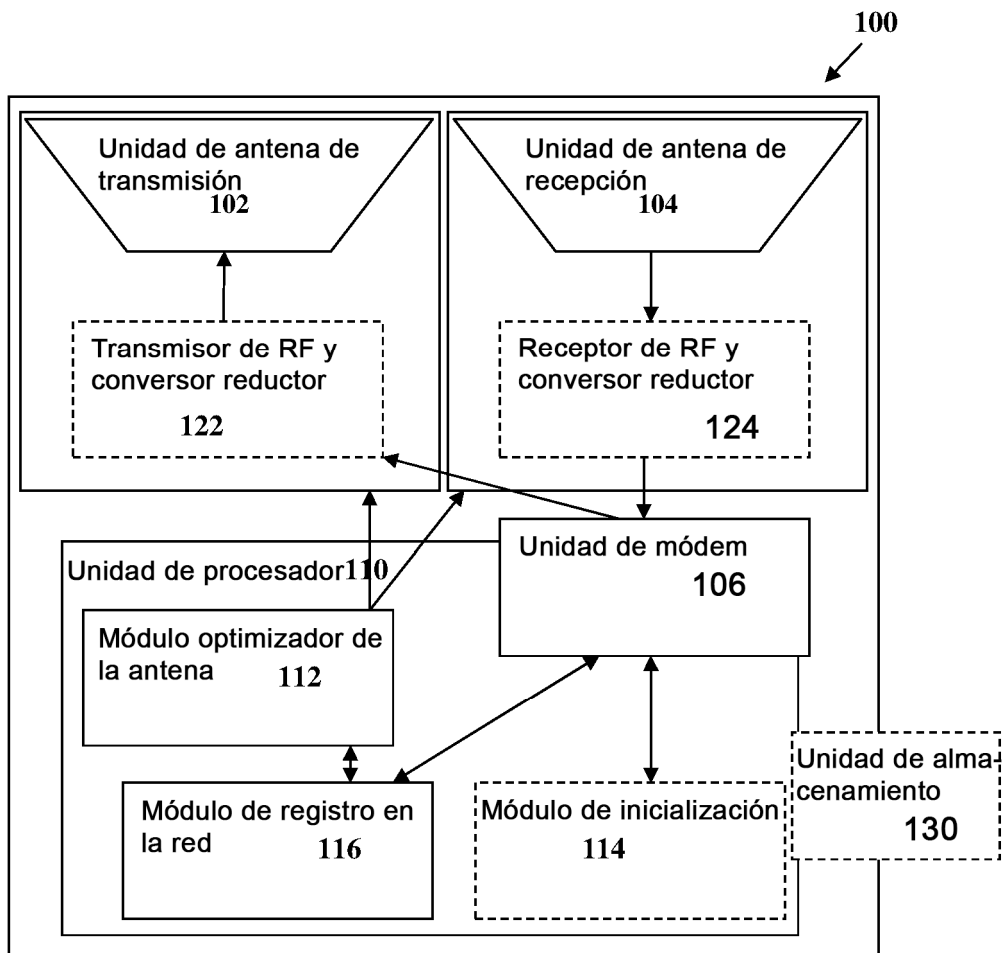 100
Unidad de antena de
transmisión
102
Unidad de antena de
recepción
104
Transmisor de RF y
conversor reductor
122
Receptor de RF y
conversor reductor
124
Unidad de módem
106
Unidad de procesador 110
Módulo optimizador de
la antena
112
Módulo de registro en
la red
116
Módulo de inicialización
114
Unidad de alma-
cenamiento
130